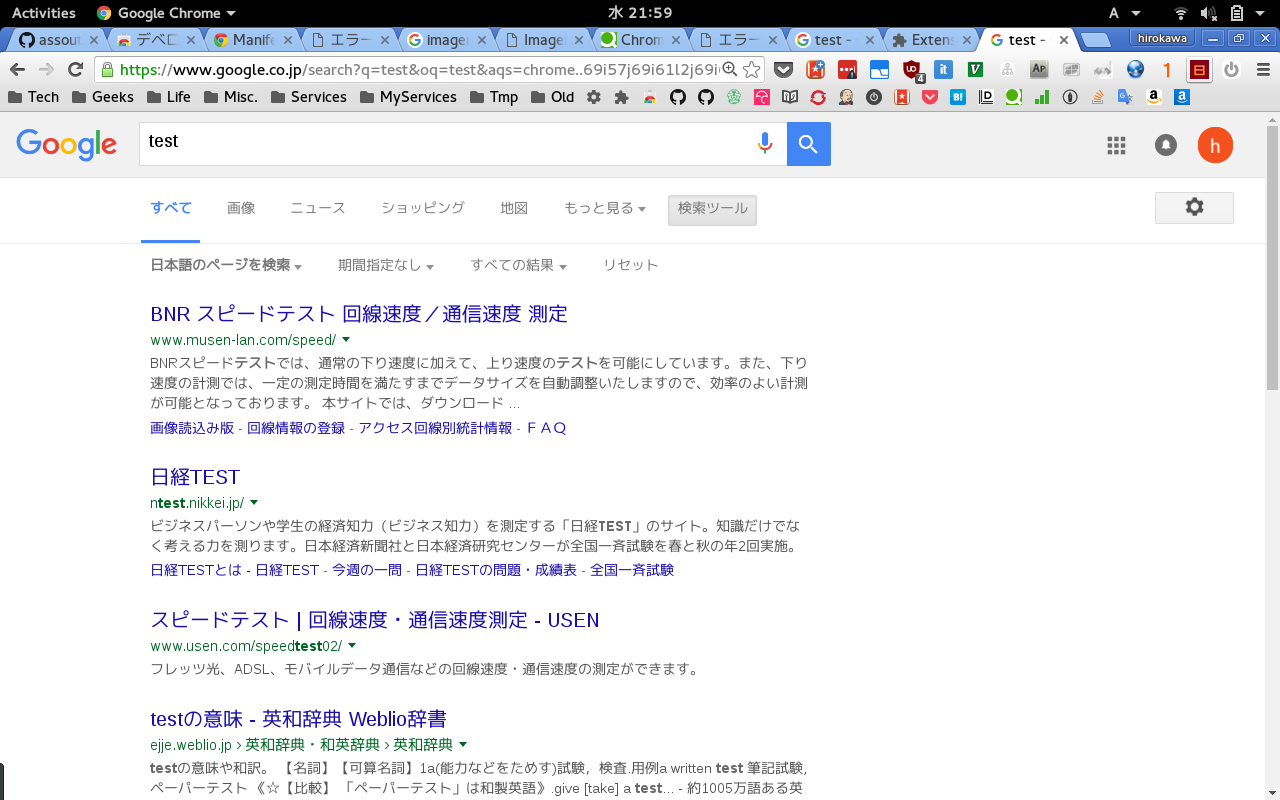 Activities Google Chrome 水 21:59 A
assout デベロ Manife エラー image Image Chrom エラー test - Extens test - hirokawa
https://www.google.co.jp/search?q=test&oq=test&aqs=chrome..69i57j69i61l2j69i
Tech Geeks Life Misc. Services MyServices Tmp Old
Google test h
すべて 画像 ニュース ショッピング 地図 もっと見る 検索ツール
日本語のページを検索 期間指定なし すべての結果 リセット
BNR スピードテスト 回線速度／通信速度 測定
www.musen-lan.com/speed/
BNRスピードテストでは、通常の下り速度に加えて、上り速度のテストを可能にしています。また、下り
速度の計測では、一定の測定時間を満たすまでデータサイズを自動調整いたしますので、効率のよい計測
が可能となっております。 本サイトでは、ダウンロード ...
画像読込み版 - 回線情報の登録 - アクセス回線別統計情報 - ＦＡＱ
日経TEST
ntest.nikkei.jp/
ビジネスパーソンや学生の経済知力（ビジネス知力）を測定する「日経TEST」のサイト。知識だけでな
く考える力を測ります。日本経済新聞社と日本経済研究センターが全国一斉試験を春と秋の年2回実施。
日経TESTとは - 日経TEST - 今週の一問 - 日経TESTの問題・成績表 - 全国一斉試験
スピードテスト | 回線速度・通信速度測定 - USEN
www.usen.com/speedtest02/
フレッツ光、ADSL、モバイルデータ通信などの回線速度・通信速度の測定ができます。
testの意味 - 英和辞典 Weblio辞書
ejje.weblio.jp › 英和辞典・和英辞典 › 英和辞典
testの意味や和訳。 【名詞】【可算名詞】1a(能力などをためす)試験，検査.用例a written test 筆記試験，
ペーパーテスト 《☆【比較】 「ペーパーテスト」は和製英語》.give [take] a test... - 約1005万語ある英